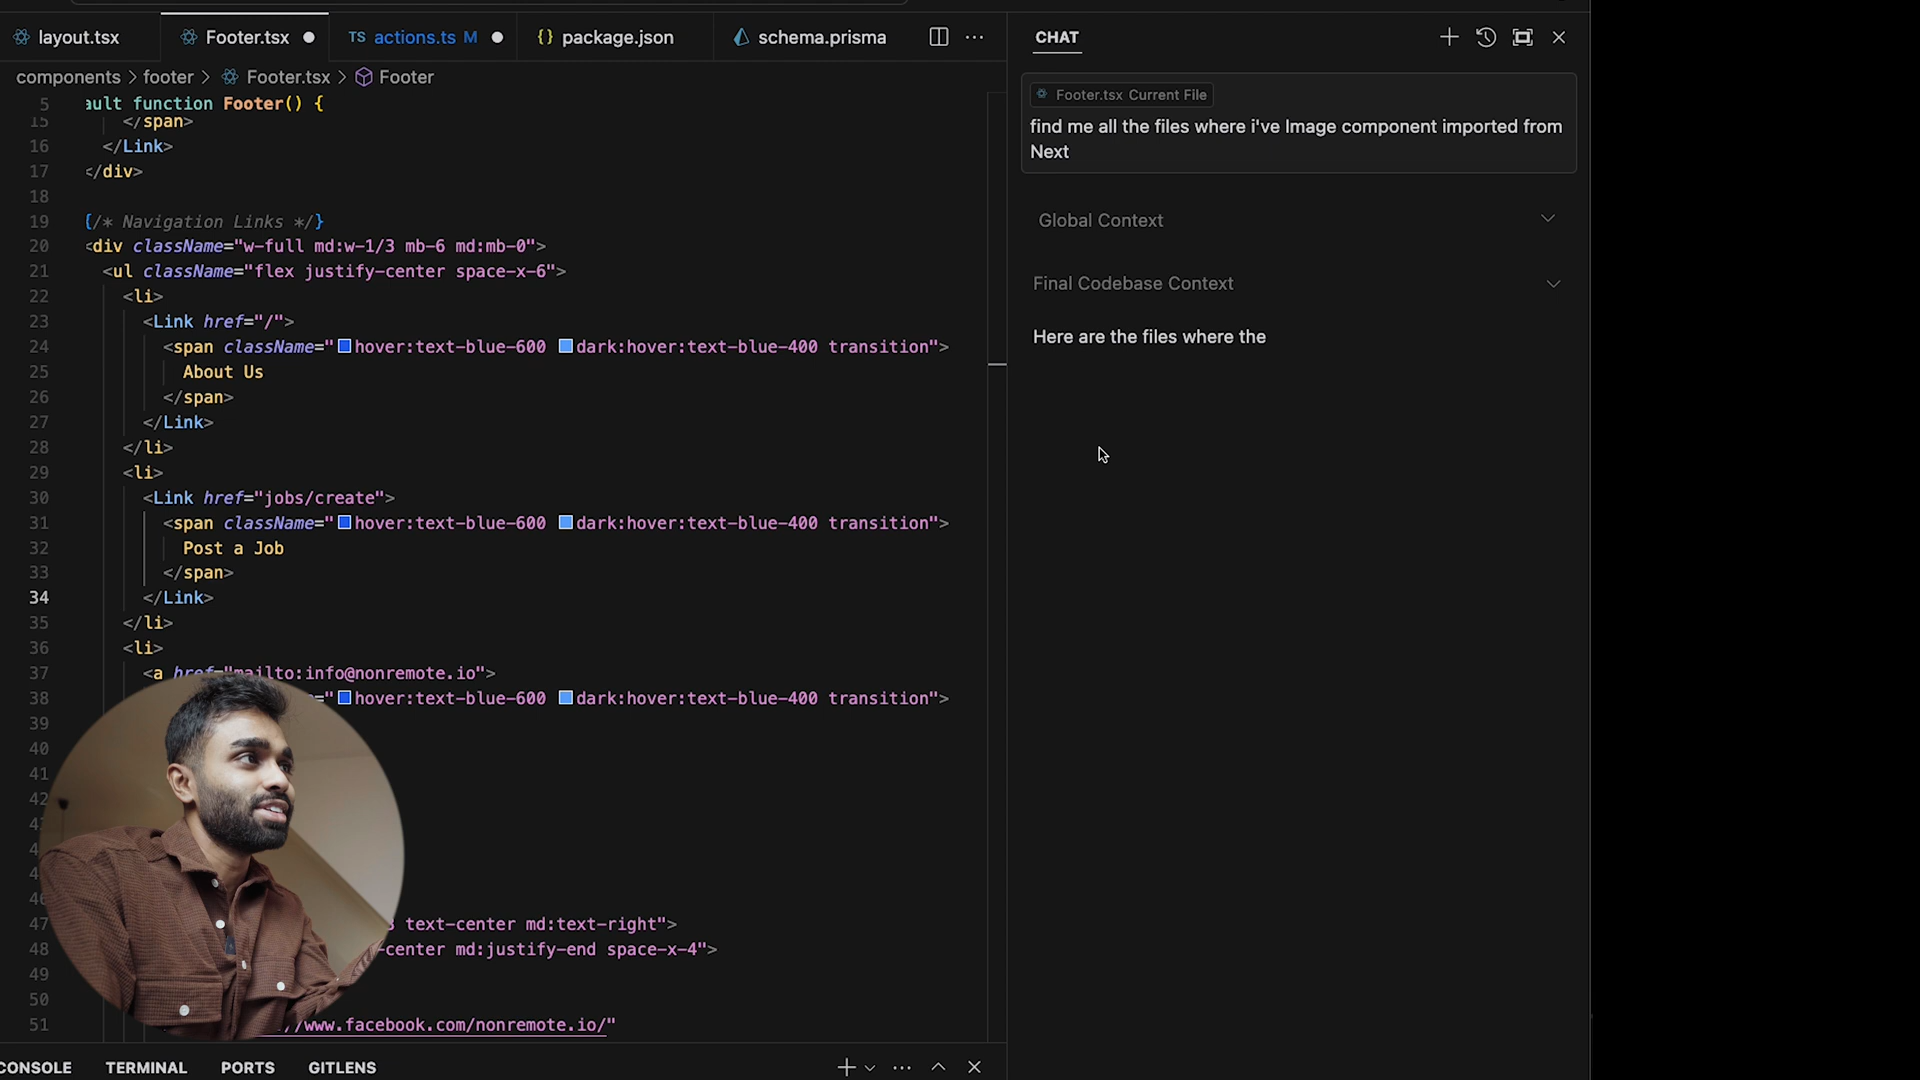 layout.tsx
Footer.tsx
TS actions.ts M
{} package.json
schema.prisma
CHAT
components > footer > Footer.tsx > Footer
5 ault function Footer() {
15 </span>
16 </Link>
17 </div>
18
19 {/* Navigation Links */}
20 <div className="w-full md:w-1/3 mb-6 md:mb-0">
21 <ul className="flex justify-center space-x-6">
22 <li>
23 <Link href="/">
24 <span className="hover:text-blue-600 dark:hover:text-blue-400 transition">
25 About Us
26 </span>
27 </Link>
28 </li>
29 <li>
30 <Link href="jobs/create">
31 <span className="hover:text-blue-600 dark:hover:text-blue-400 transition">
32 Post a Job
33 </span>
34 </Link>
35 </li>
36 <li>
37 <a href="mailto:info@nonremote.io">
38 ="hover:text-blue-600 dark:hover:text-blue-400 transition">
39
40
41
42
46
47 text-center md:text-right">
48 -center md:justify-end space-x-4">
49
50
51 //www.facebook.com/nonremote.io/"
CONSOLE TERMINAL PORTS GITLENS
Footer.tsx Current File
find me all the files where i've Image component imported from
Next
Global Context
Final Codebase Context
Here are the files where the